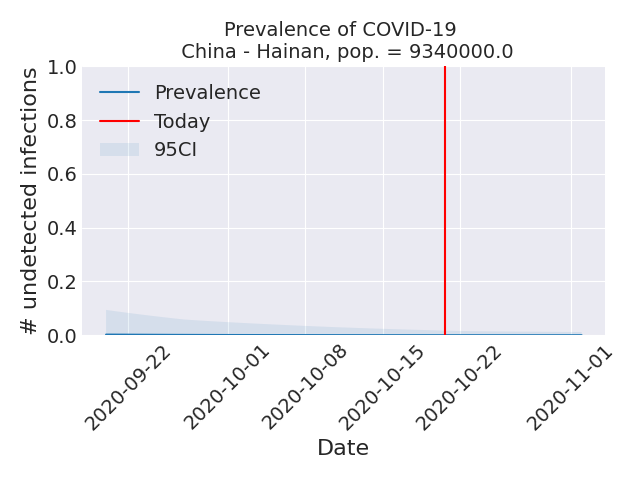 Prevalence of COVID-19
China - Hainan, pop. = 9340000.0
# undetected infections
1.0
0.8
0.6
0.4
0.2
0.0
Prevalence
Today
95CI
2020-09-22
2020-10-01
2020-10-08
2020-10-15
2020-10-22
2020-11-01
Date